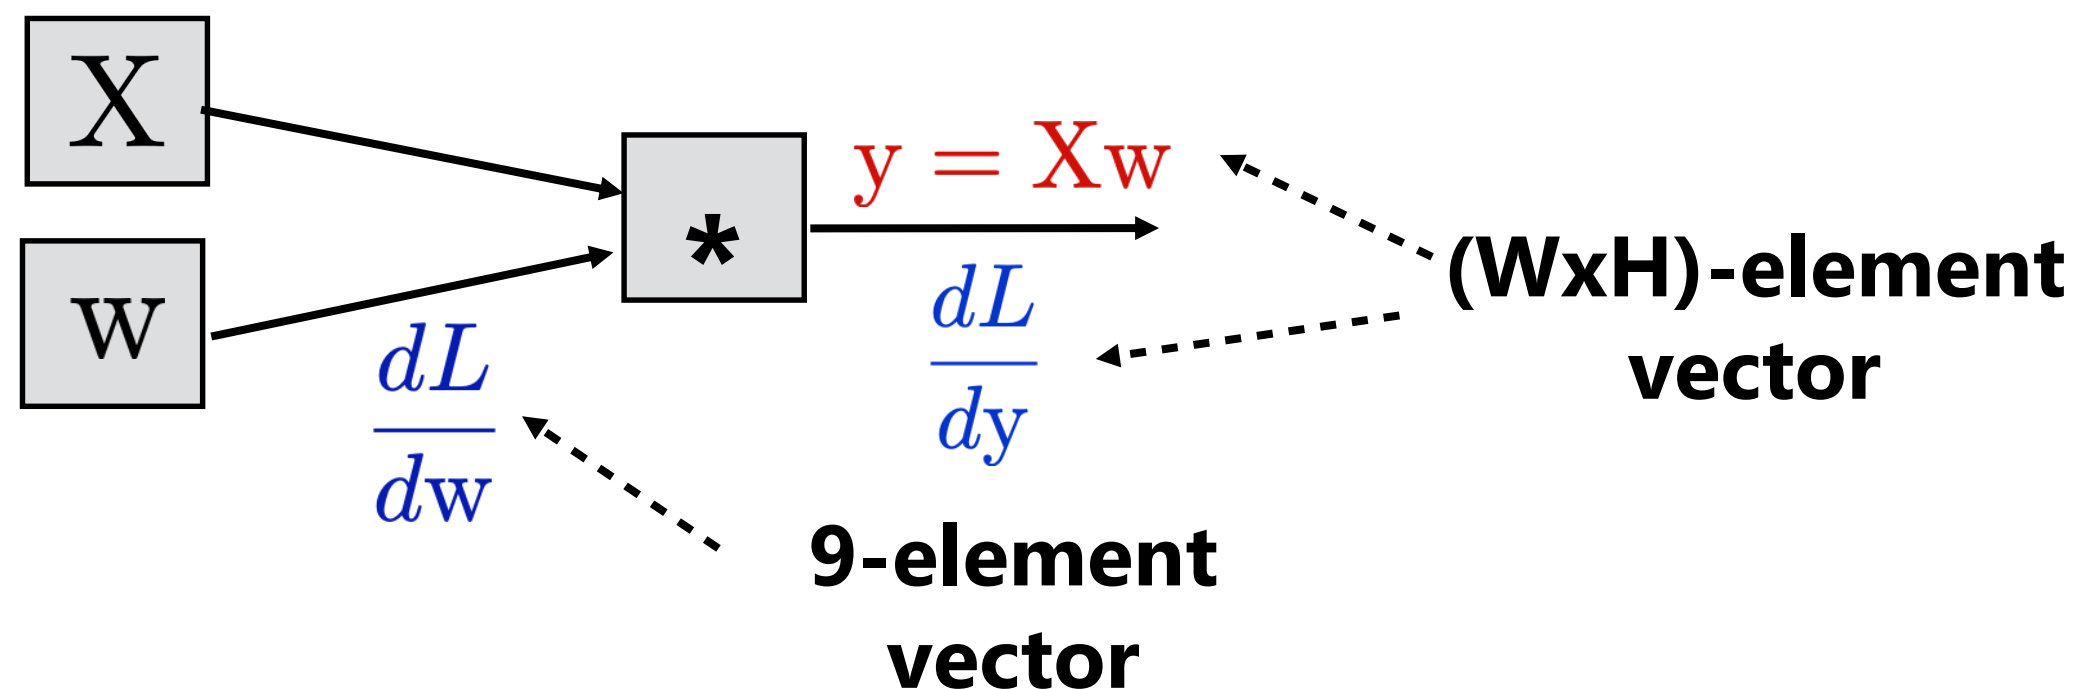 X
w
*
y = Xw
dL
dy
dL
dw
(WxH)-element
vector
9-element
vector